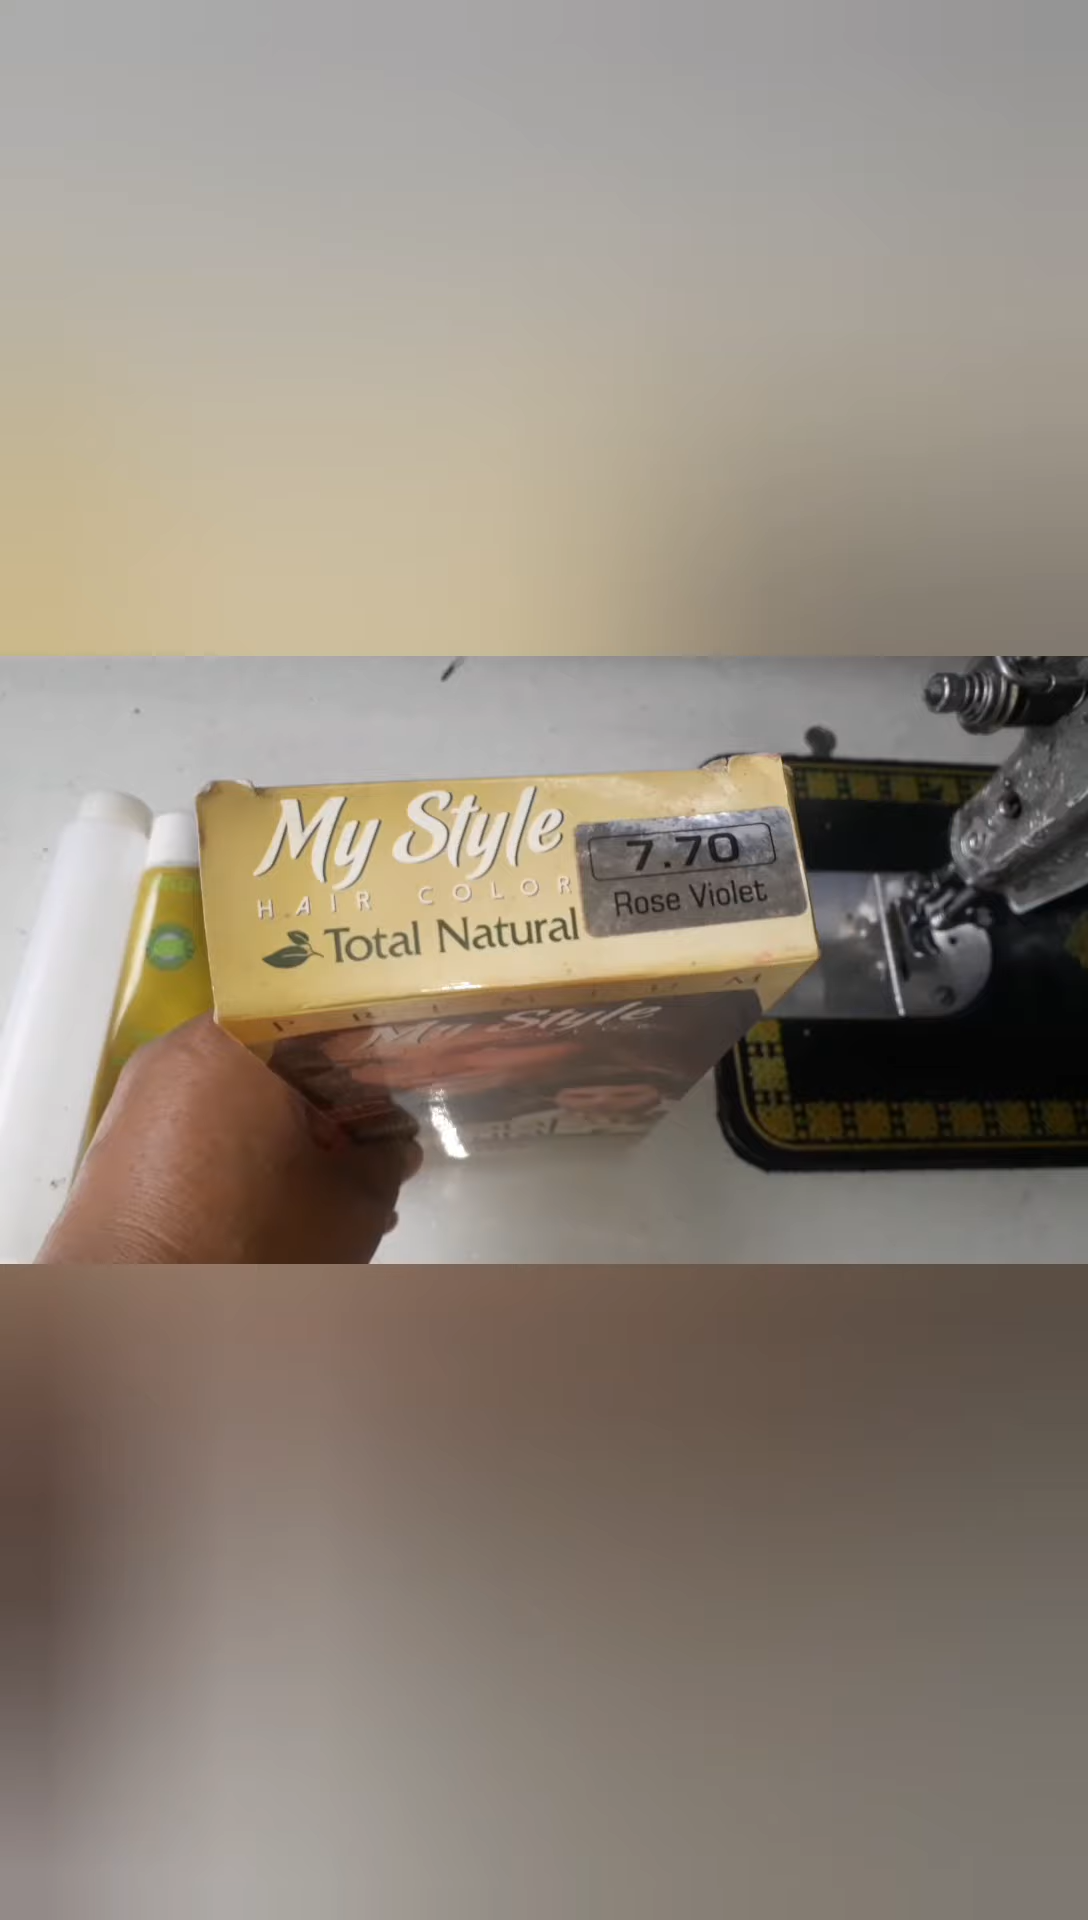 My Style
HAIR COLOR
Total Natural
7.70
Rose Violet
PREMIUM
My Style